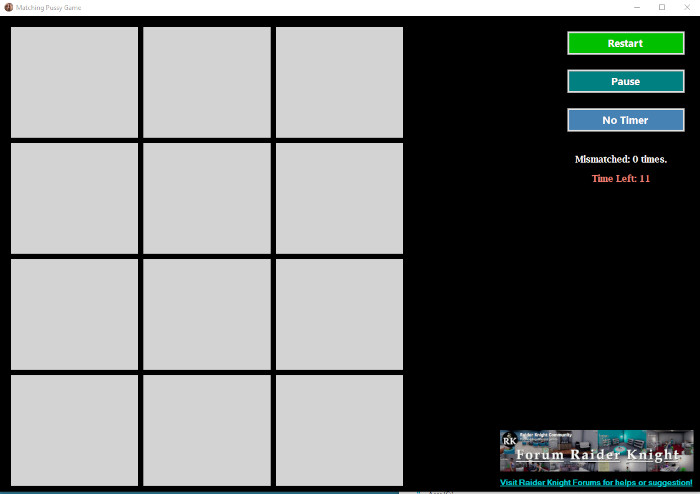 Matching Pussy Game
Restart
Pause
No Timer
Mismatched: 0 times.
Time Left: 11
Raider Knight Community
RK
Forum Raider Knight
Visit Raider Knight Forums for helps or suggestion!